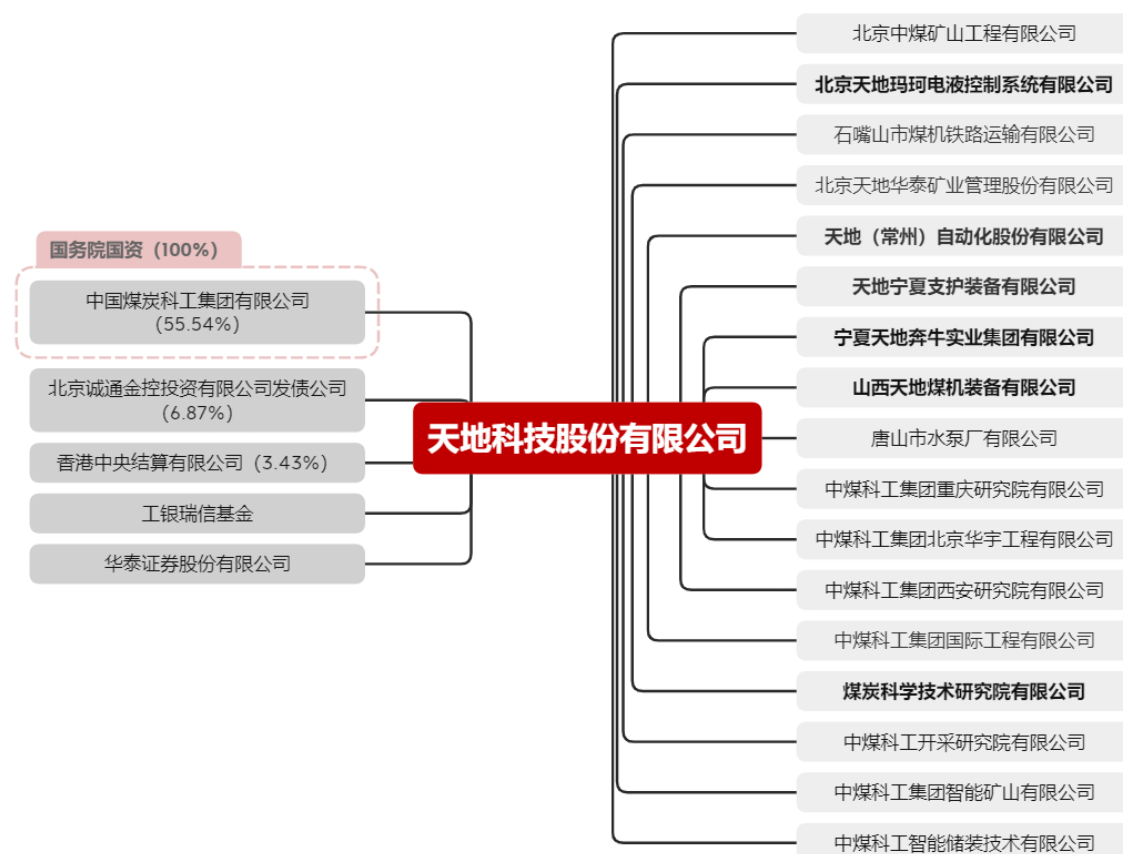 国务院国资（100%）
中国煤炭科工集团有限公司
(55.54%)
北京诚通金控投资有限公司发债公司
(6.87%)
香港中央结算有限公司（3.43%）
工银瑞信基金
华泰证券股份有限公司
天地科技股份有限公司
北京中煤矿山工程有限公司
北京天地玛珂电液控制系统有限公司
石嘴山市煤机铁路运输有限公司
北京天地华泰矿业管理股份有限公司
天地（常州）自动化股份有限公司
天地宁夏支护装备有限公司
宁夏天地奔牛实业集团有限公司
山西天地煤机装备有限公司
唐山市水泵厂有限公司
中煤科工集团重庆研究院有限公司
中煤科工集团北京华宇工程有限公司
中煤科工集团西安研究院有限公司
中煤科工集团国际工程有限公司
煤炭科学技术研究院有限公司
中煤科工开采研究院有限公司
中煤科工集团智能矿山有限公司
中煤科工智能储装技术有限公司